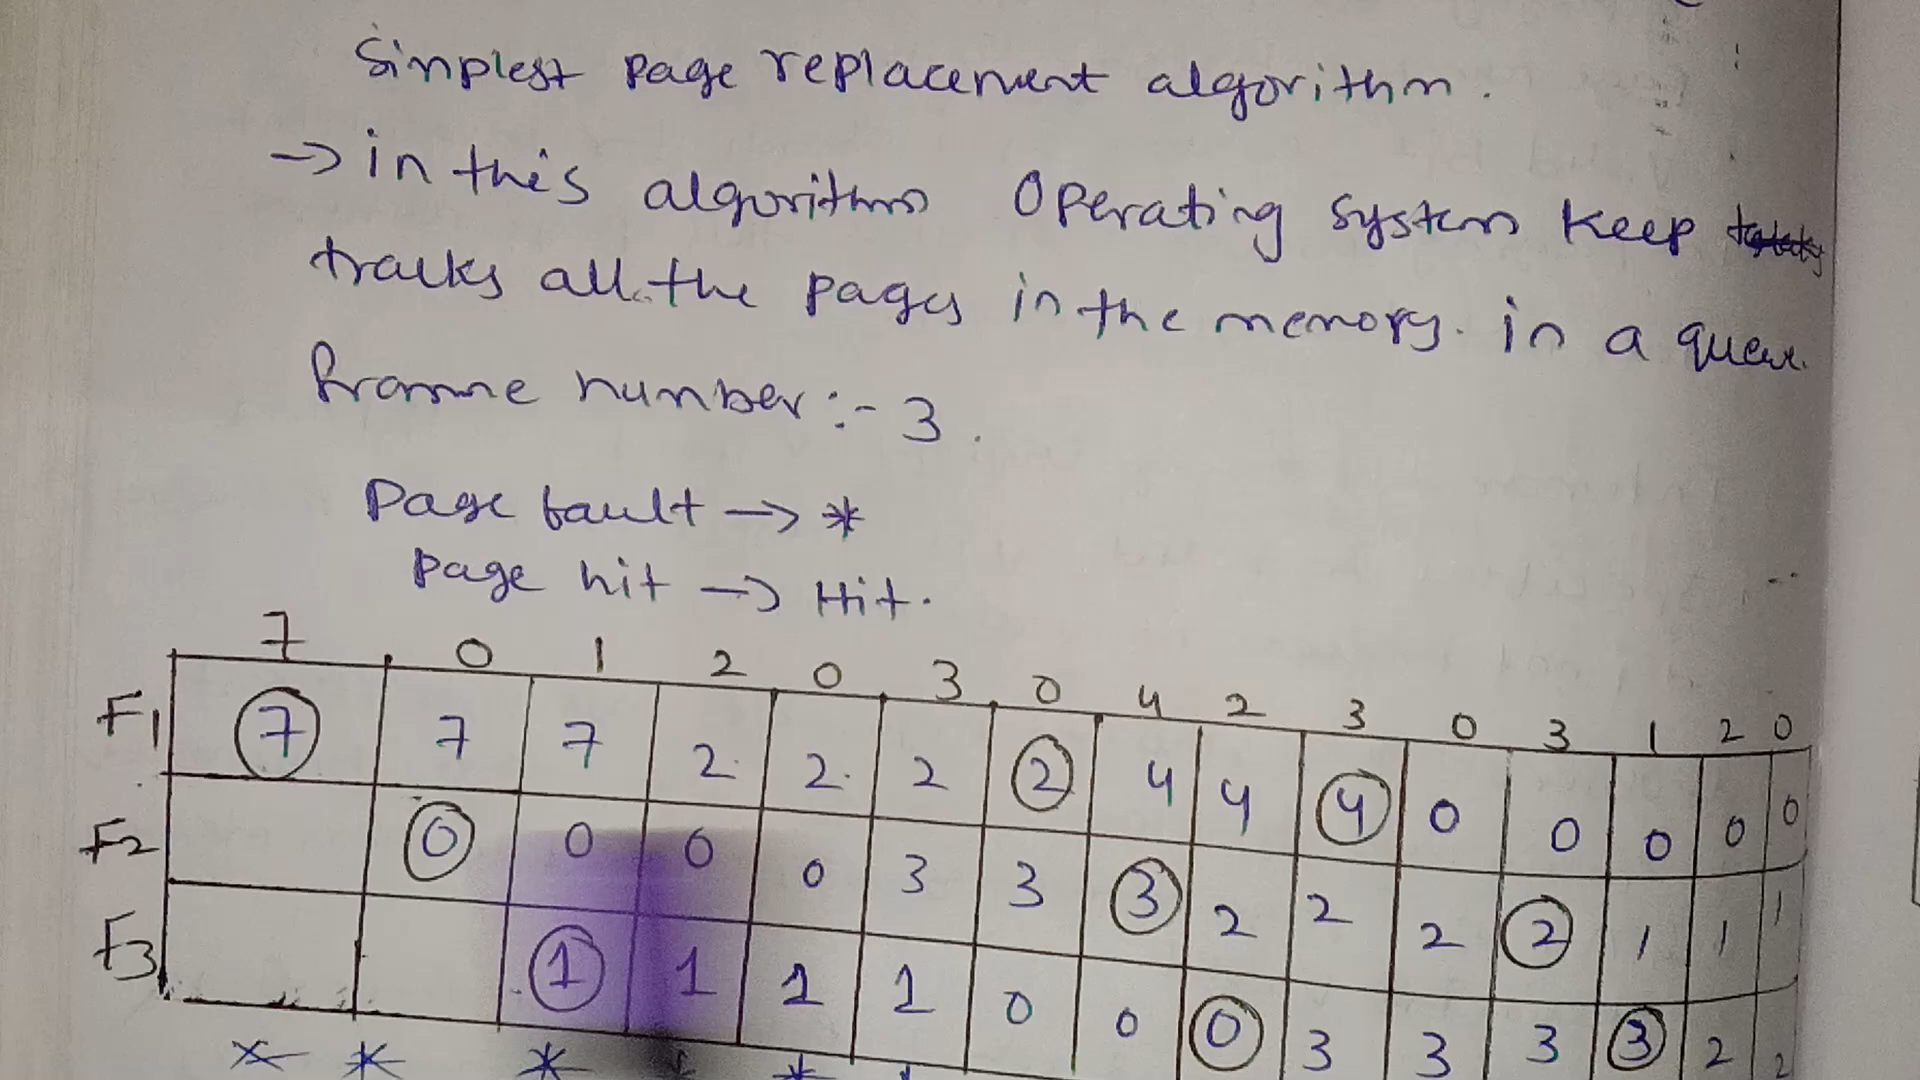 Simplest page replacement algorithm.
→ in this algorithm Operating system keep
tracks all the pages in the memory. in a queue.
frame number :- 3.
Page fault → *
Page hit → Hit.
7 0 1 2 0 3 0 4 2 3 0 3 1 2 0
F1 7 7 7 2 2 2 2 4 4 4 0 0 0 0 0
F2 0 0 0 0 3 3 3 2 2 2 2 1 1 1
F3 1 1 1 1 0 0 0 3 3 3 3 2 2
* * * *